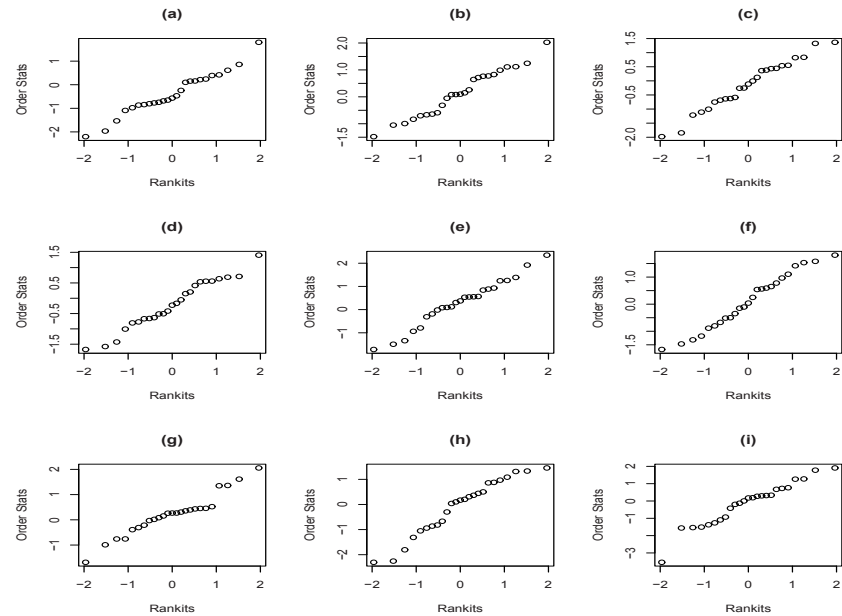 (a)
Order Stats
1
0
−1
−2
−2 −1 0 1 2
Rankits
(b)
Order Stats
2.0
1.0
0.0
−1.5
−2 −1 0 1 2
Rankits
(c)
Order Stats
1.5
0.5
−0.5
−2.0
−2 −1 0 1 2
Rankits
(d)
Order Stats
1.5
0.5
−0.5
−1.5
−2 −1 0 1 2
Rankits
(e)
Order Stats
2
1
−1
−2 −1 0 1 2
Rankits
(f)
Order Stats
1.0
0.0
−1.5
−2 −1 0 1 2
Rankits
(g)
Order Stats
2
1
0
−1
−2 −1 0 1 2
Rankits
(h)
Order Stats
1
0
−1
−2
−2 −1 0 1 2
Rankits
(i)
Order Stats
2
1
0
−1
−3
−2 −1 0 1 2
Rankits